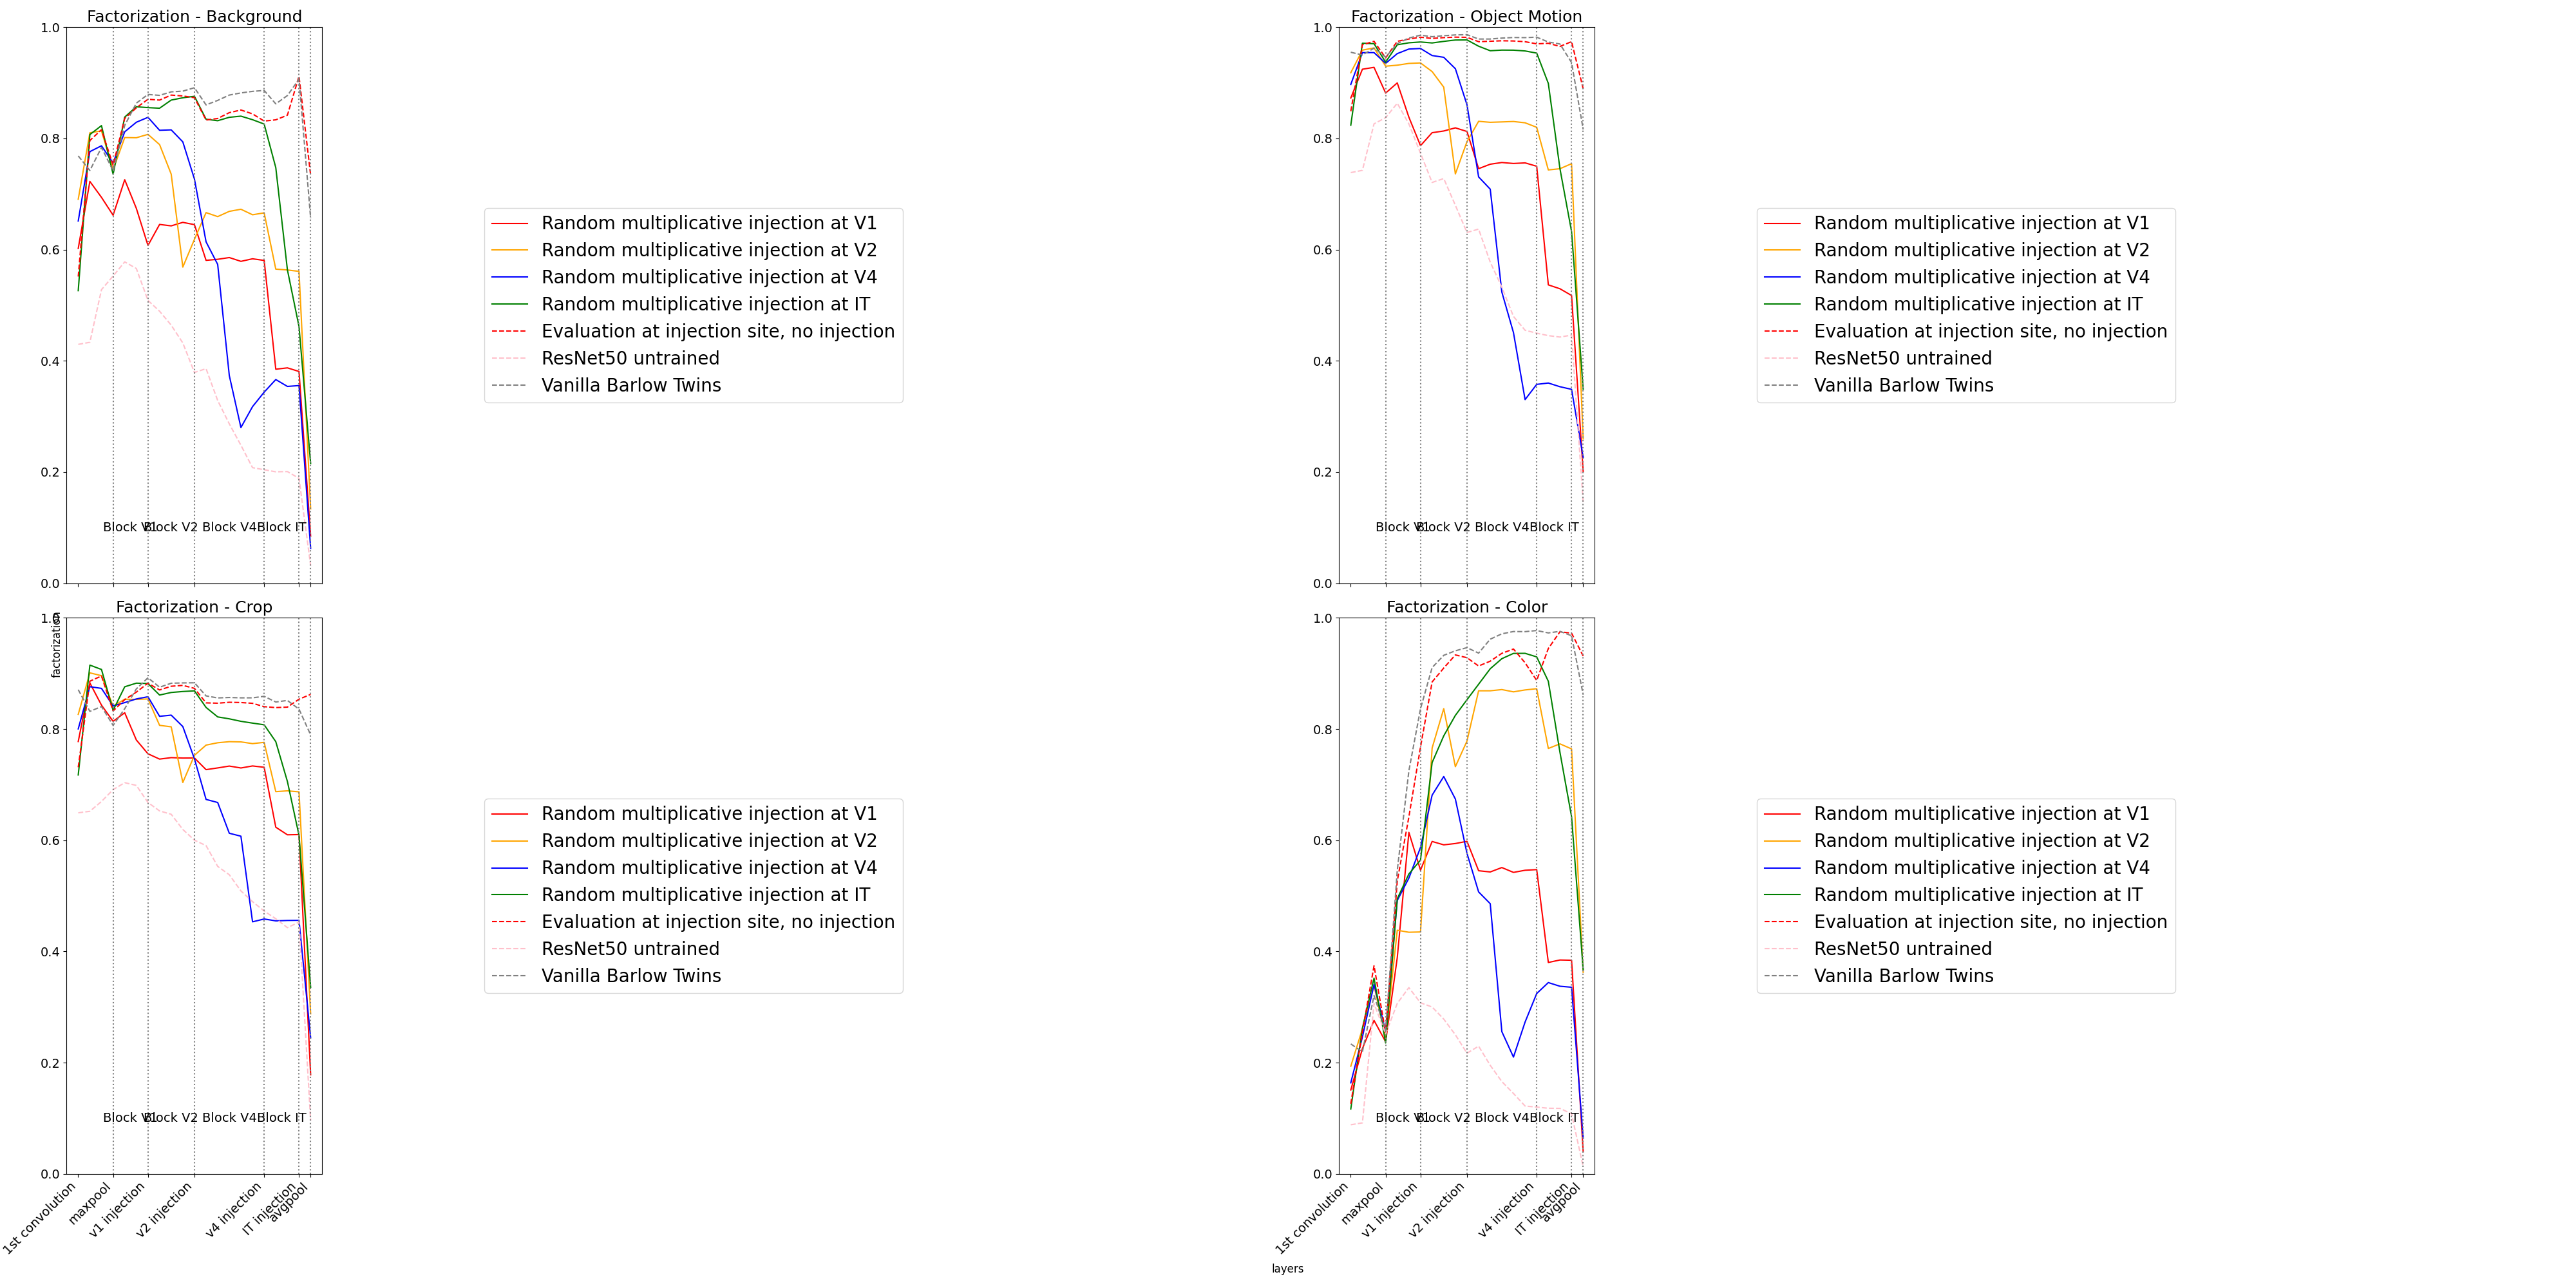 Factorization - Background
1.0
0.8
0.6
0.4
0.2
0.0
Block V1
Block V2
Block V4
Block IT
Random multiplicative injection at V1
Random multiplicative injection at V2
Random multiplicative injection at V4
Random multiplicative injection at IT
Evaluation at injection site, no injection
ResNet50 untrained
Vanilla Barlow Twins
Factorization - Object Motion
1.0
0.8
0.6
0.4
0.2
0.0
Block V1
Block V2
Block V4
Block IT
Random multiplicative injection at V1
Random multiplicative injection at V2
Random multiplicative injection at V4
Random multiplicative injection at IT
Evaluation at injection site, no injection
ResNet50 untrained
Vanilla Barlow Twins
Factorization - Crop
factorization
1.0
0.8
0.6
0.4
0.2
0.0
Block V1
Block V2
Block V4
Block IT
1st convolution
maxpool
v1 injection
v2 injection
v4 injection
IT injection
avgpool
Random multiplicative injection at V1
Random multiplicative injection at V2
Random multiplicative injection at V4
Random multiplicative injection at IT
Evaluation at injection site, no injection
ResNet50 untrained
Vanilla Barlow Twins
Factorization - Color
1.0
0.8
0.6
0.4
0.2
0.0
Block V1
Block V2
Block V4
Block IT
1st convolution
maxpool
v1 injection
v2 injection
v4 injection
IT injection
avgpool
Random multiplicative injection at V1
Random multiplicative injection at V2
Random multiplicative injection at V4
Random multiplicative injection at IT
Evaluation at injection site, no injection
ResNet50 untrained
Vanilla Barlow Twins
layers